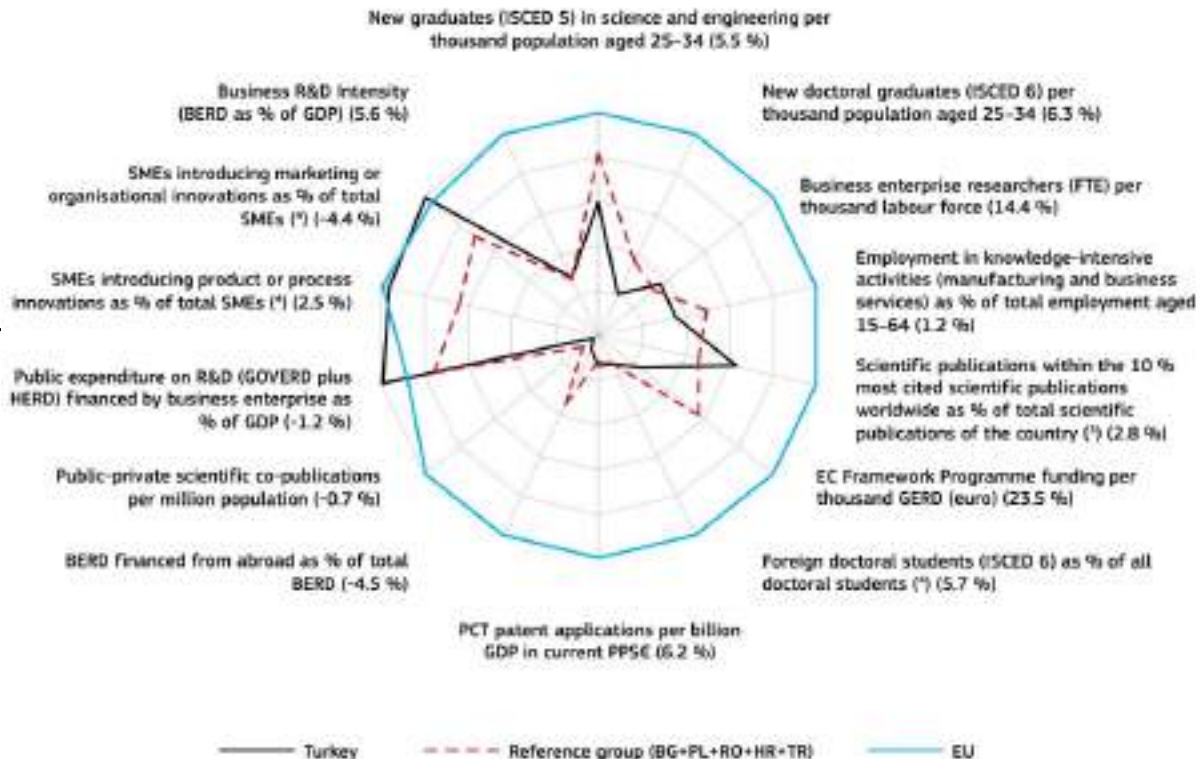 New graduates (ISCED 5) in science and engineering per
thousand population aged 25–34 (5.5 %)
New doctoral graduates (ISCED 6) per
thousand population aged 25–34 (6.3 %)
Business enterprise researchers (FTE) per
thousand labour force (14.4 %)
Employment in knowledge-intensive
activities (manufacturing and business
services) as % of total employment aged
15–64 (1.2 %)
Scientific publications within the 10 %
most cited scientific publications
worldwide as % of total scientific
publications of the country (¹) (2.8 %)
EC Framework Programme funding per
thousand GERD (euro) (23.5 %)
Foreign doctoral students (ISCED 6) as % of all
doctoral students (²) (5.7 %)
PCT patent applications per billion
GDP in current PPS€ (6.2 %)
BERD financed from abroad as % of total
BERD (-4.5 %)
Public-private scientific co-publications
per million population (-0.7 %)
Public expenditure on R&D (GOVERD plus
HERD) financed by business enterprise as
% of GDP (-1.2 %)
SMEs introducing product or process
innovations as % of total SMEs (⁴) (2.5 %)
SMEs introducing marketing or
organisational innovations as % of total
SMEs (⁴) (-4.4 %)
Business R&D Intensity
(BERD as % of GDP) (5.6 %)
Turkey
Reference group (BG+PL+RO+HR+TR)
EU